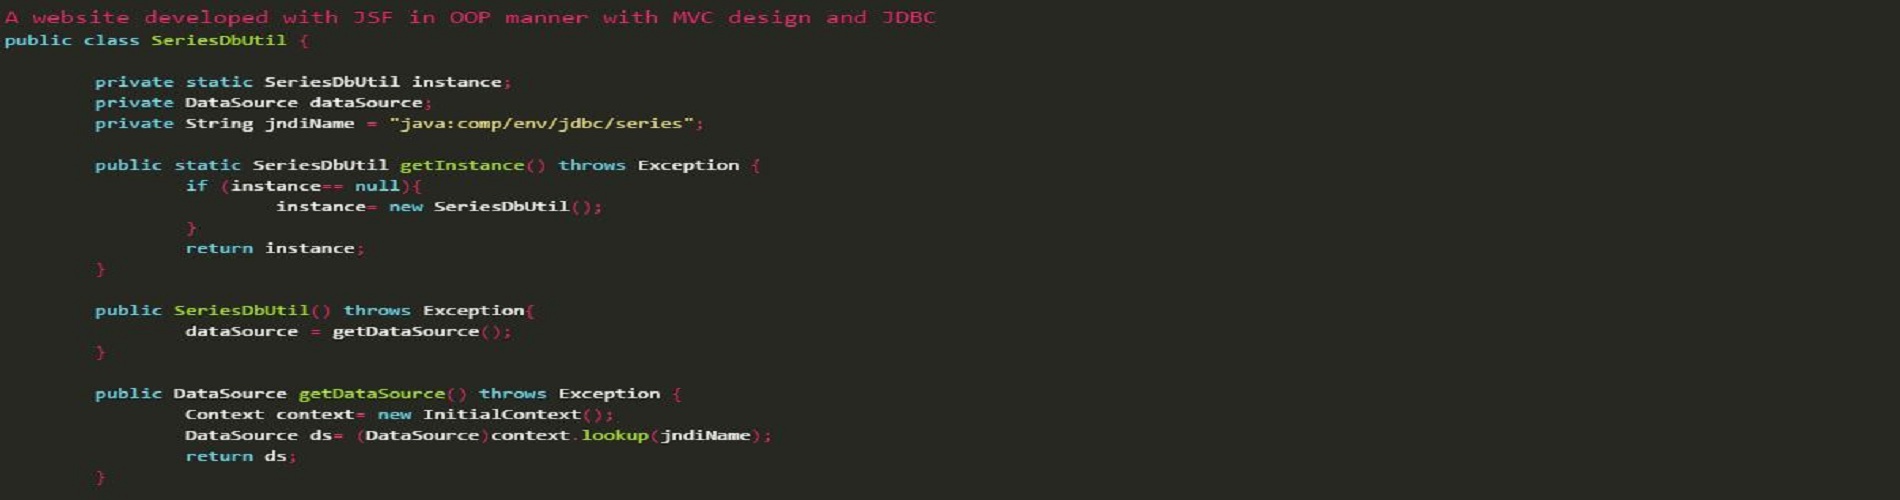 A website developed with JSF in OOP manner with MVC design and JDBC
public class SeriesDbUtil {
private static SeriesDbUtil instance;
private DataSource dataSource;
private String jndiName = "java:comp/env/jdbc/series";
public static SeriesDbUtil getInstance() throws Exception {
if (instance== null){
instance= new SeriesDbUtil();
}
return instance;
}
public SeriesDbUtil() throws Exception{
dataSource = getDataSource();
}
public DataSource getDataSource() throws Exception {
Context context= new InitialContext();
DataSource ds= (DataSource)context.lookup(jndiName);
return ds;
}